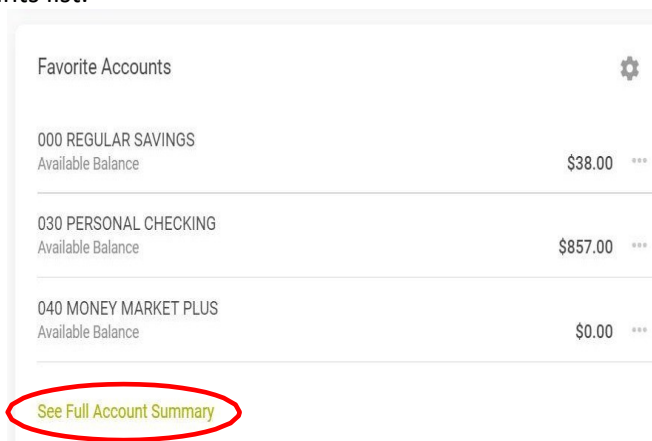 Favorite Accounts
000 REGULAR SAVINGS
Available Balance
$38.00
030 PERSONAL CHECKING
Available Balance
$857.00
040 MONEY MARKET PLUS
Available Balance
$0.00
See Full Account Summary